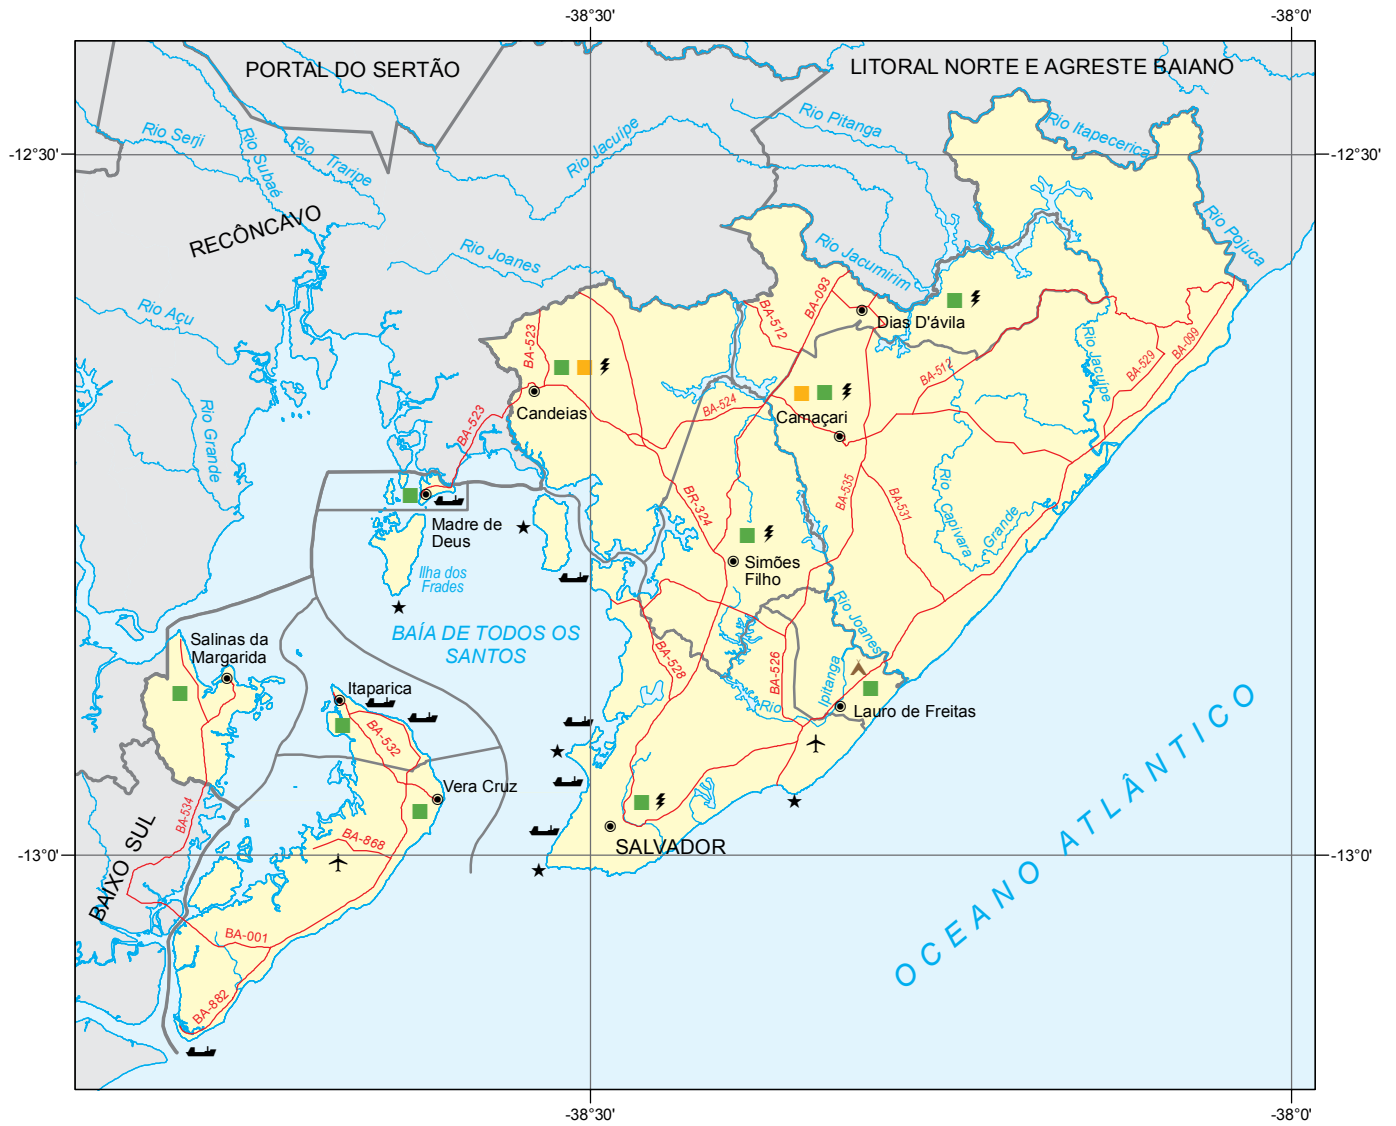 -38°30'
-38°0'
PORTAL DO SERTÃO
LITORAL NORTE E AGRESTE BAIANO
Rio Serji
Rio Subaé
Rio Traripe
Rio Jacuípe
Rio Pitanga
Rio Itapecerica
-12°30'
-12°30'
RECÔNCAVO
Rio Joanes
Rio Jacumirim
Rio Pojuca
Rio Açu
BA-523
BA-512
BA-093
Dias D'ávila
Rio Jacuípe
BA-529
BA-099
BA-512
Candeias
BA-524
Camaçari
Rio Grande
BA-523
Rio Capivara Grande
BR-324
BA-535
BA-531
Madre de
Deus
Simões
Filho
Ilha dos
Frades
Rio Joanes
BAÍA DE TODOS OS
SANTOS
Salinas da
Margarida
BA-528
BA-526
Ipitanga
Rio
Itaparica
Lauro de Freitas
BA-532
Vera Cruz
BA-534
BA-868
SALVADOR
-13°0'
-13°0'
BAIXO SUL
OCEANO ATLÂNTICO
BA-001
BA-882
-38°30'
-38°0'